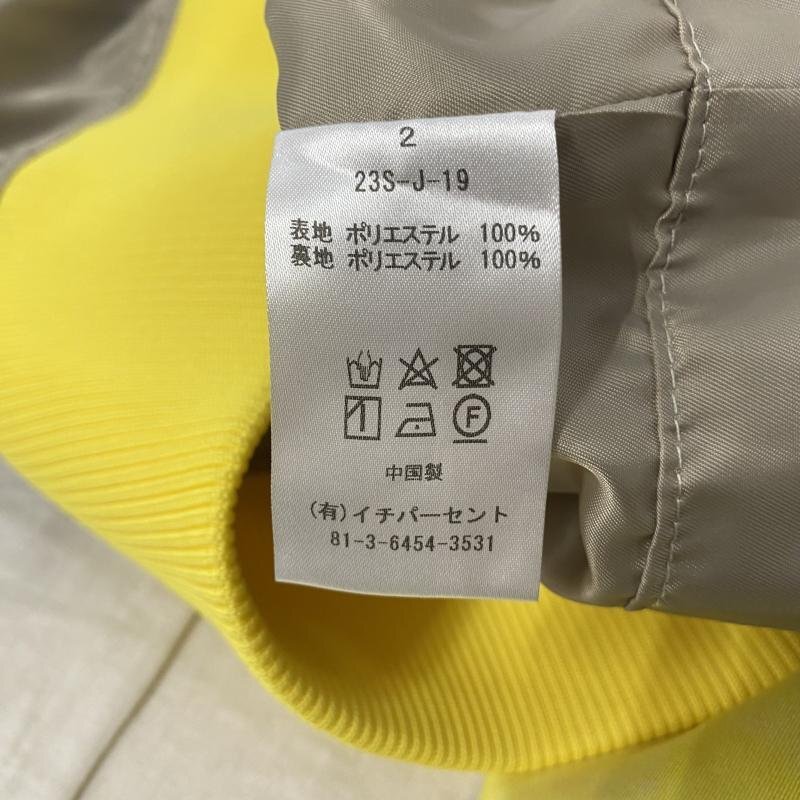 2
23S-J-19
表地 ポリエステル 100%
裏地 ポリエステル 100%
F
中国製
(有)イチパーセント
81-3-6454-3531